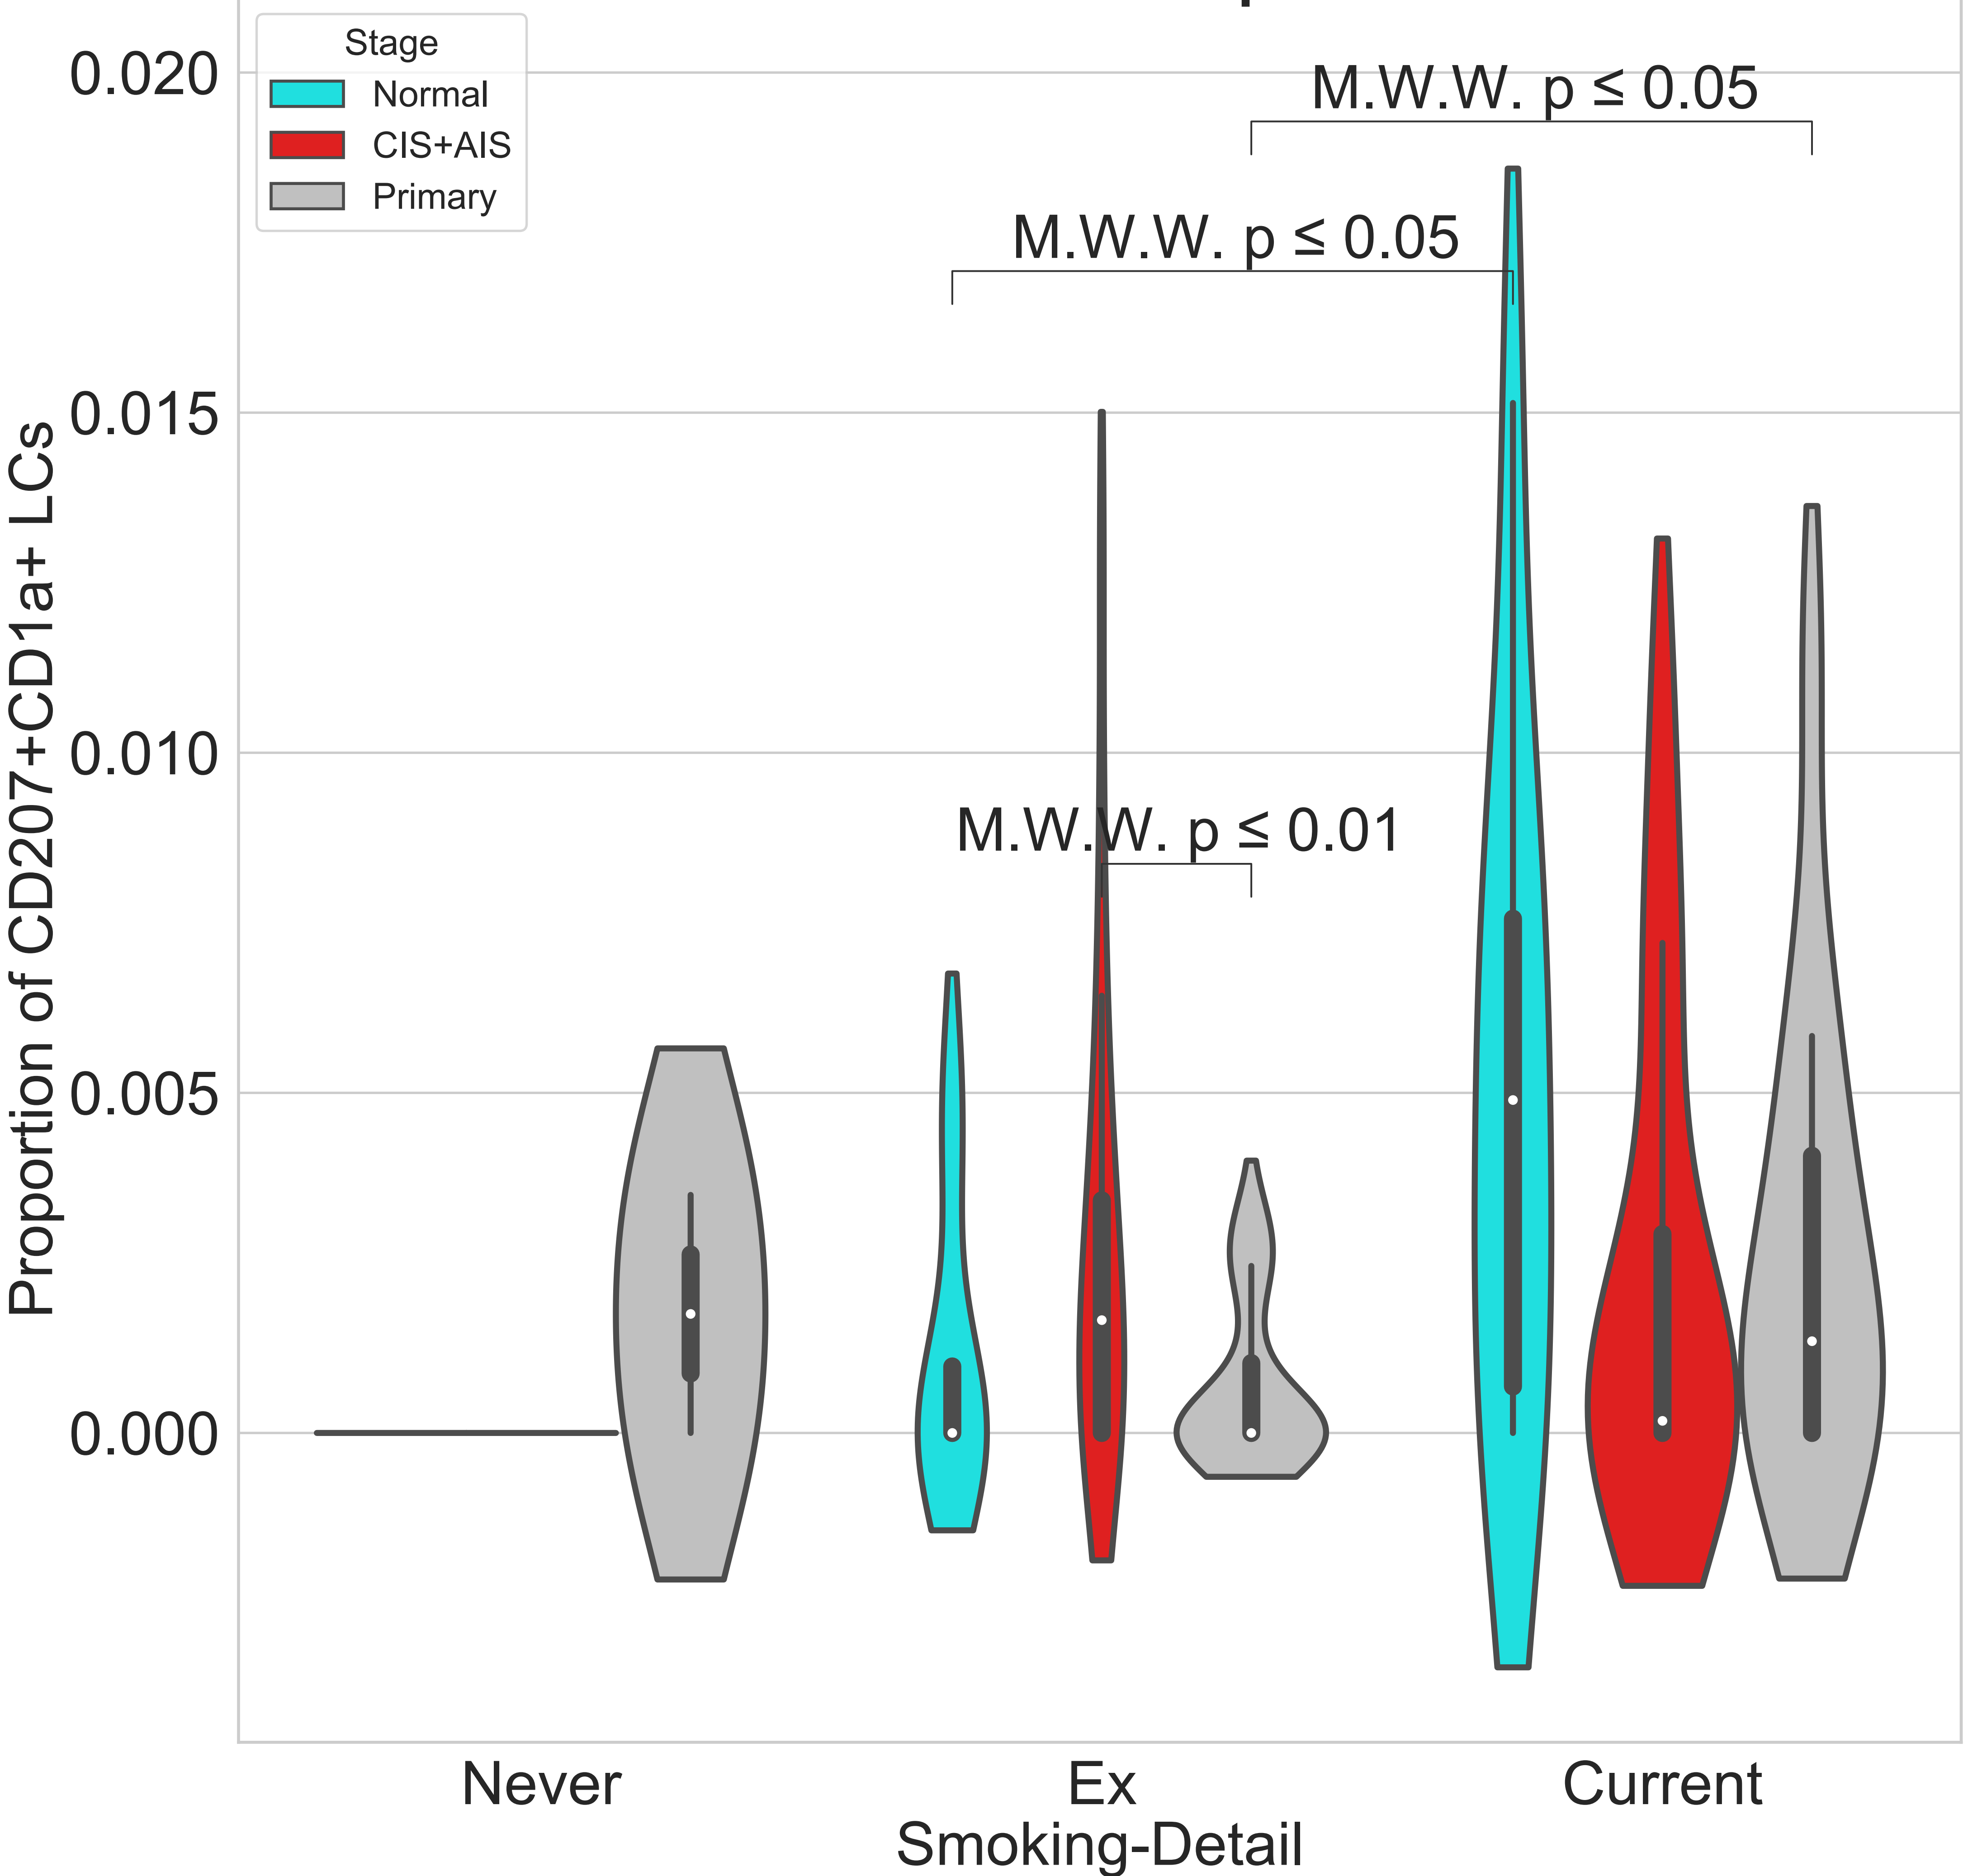 Stage
Normal
CIS+AIS
Primary
M.W.W. p ≤ 0.05
M.W.W. p ≤ 0.05
M.W.W. p ≤ 0.01
0.020
0.015
0.010
0.005
0.000
Proportion of CD207+CD1a+ LCs
Never
Ex
Current
Smoking-Detail